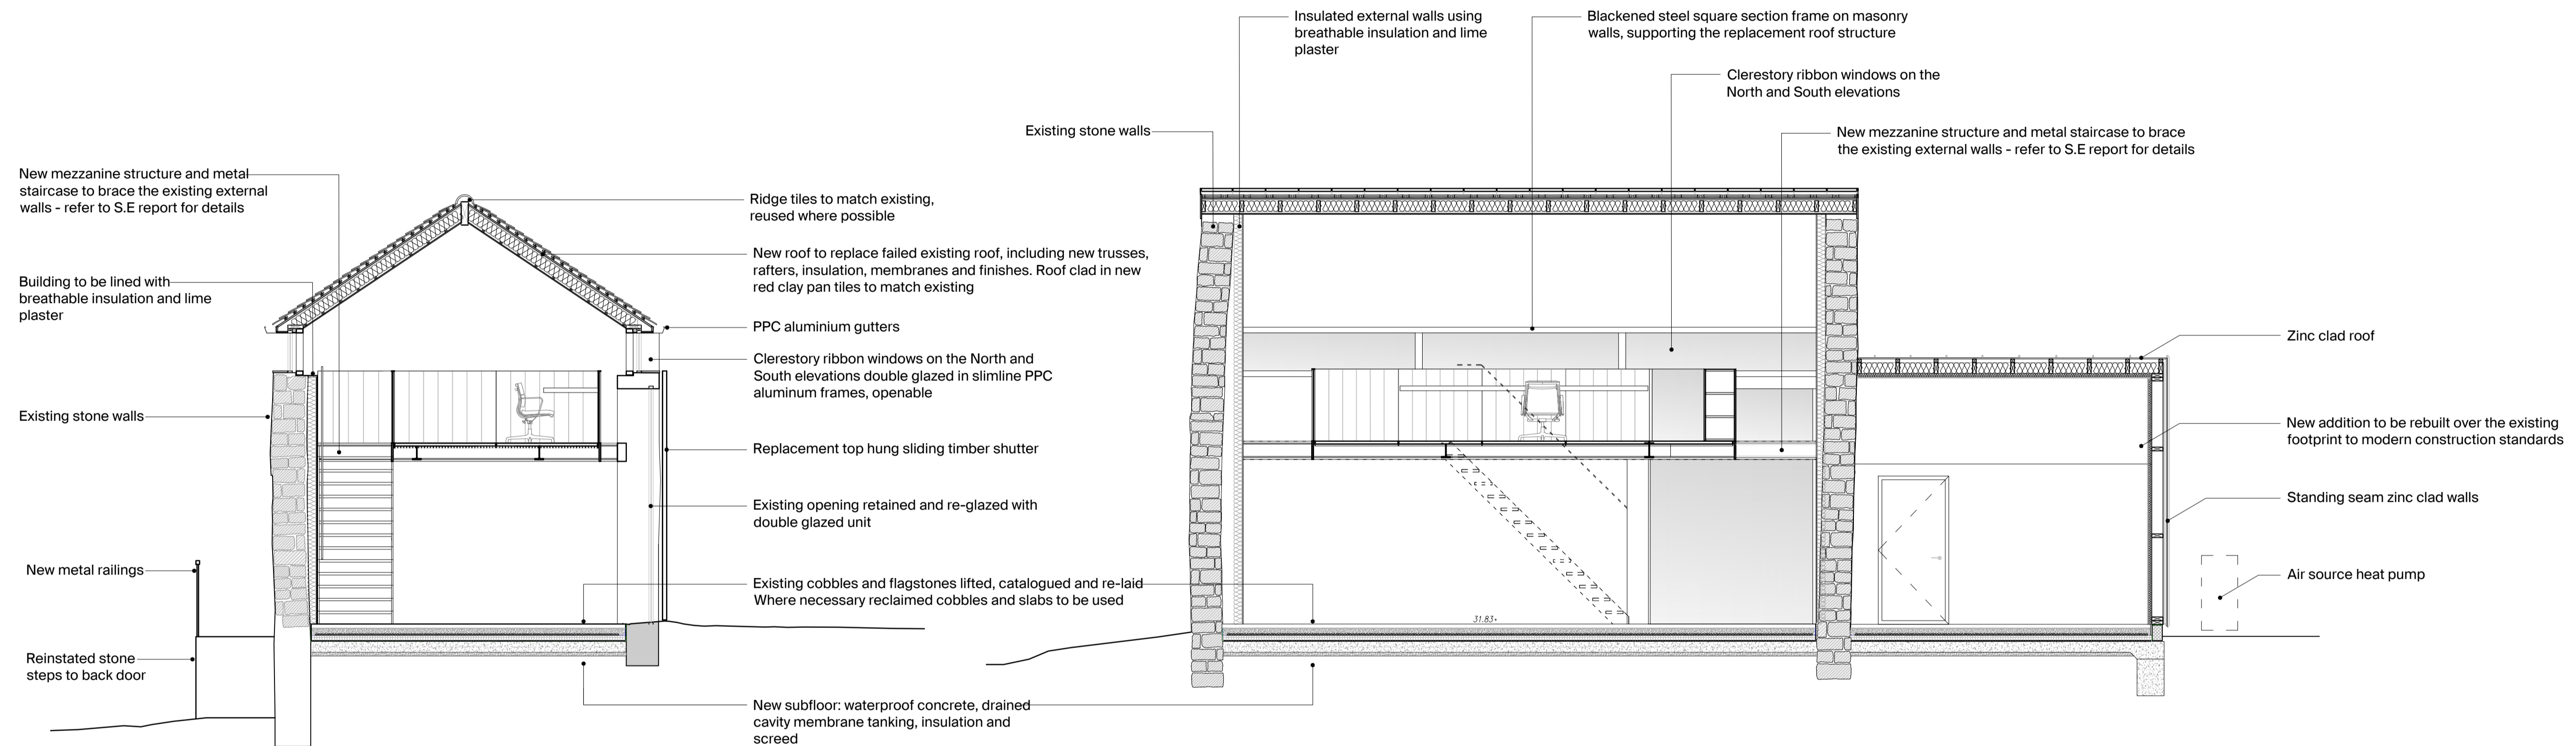 New mezzanine structure and metal
staircase to brace the existing external
walls - refer to S.E report for details
Building to be lined with
breathable insulation and lime
plaster
Existing stone walls
New metal railings
Reinstated stone
steps to back door
Ridge tiles to match existing,
reused where possible
New roof to replace failed existing roof, including new trusses,
rafters, insulation, membranes and finishes. Roof clad in new
red clay pan tiles to match existing
PPC aluminium gutters
Clerestory ribbon windows on the North and
South elevations double glazed in slimline PPC
aluminum frames, openable
Replacement top hung sliding timber shutter
Existing opening retained and re-glazed with
double glazed unit
Existing cobbles and flagstones lifted, catalogued and re-laid
Where necessary reclaimed cobbles and slabs to be used
New subfloor: waterproof concrete, drained
cavity membrane tanking, insulation and
screed
Existing stone walls
Insulated external walls using
breathable insulation and lime
plaster
Blackened steel square section frame on masonry
walls, supporting the replacement roof structure
Clerestory ribbon windows on the
North and South elevations
New mezzanine structure and metal staircase to brace
the existing external walls - refer to S.E report for details
31.83+
Zinc clad roof
New addition to be rebuilt over the existing
footprint to modern construction standards
Standing seam zinc clad walls
Air source heat pump